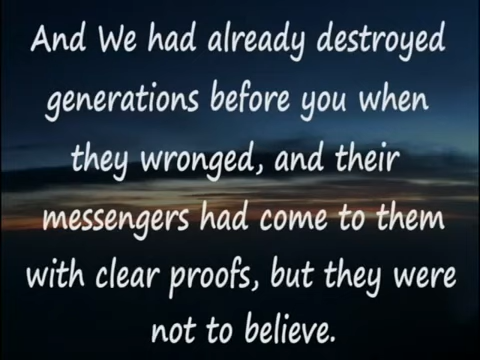 And We had already destroyed
generations before you when
they wronged, and their
messengers had come to them
with clear proofs, but they were
not to believe.